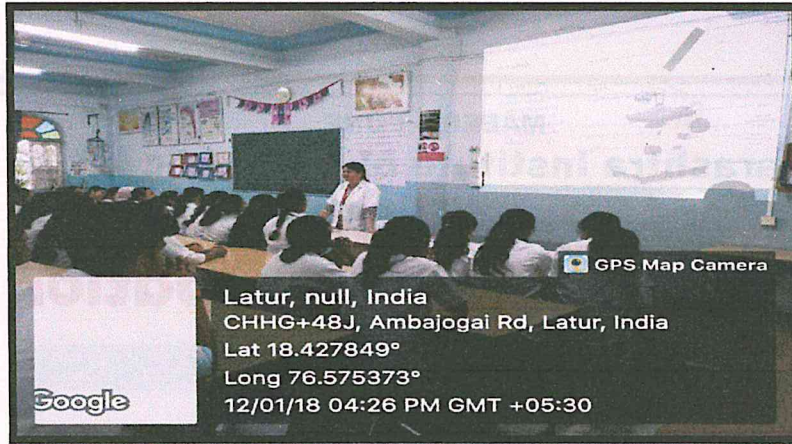 GPS Map Camera
Latur, null, India
CHHG+48J, Ambajogai Rd, Latur, India
Lat 18.427849°
Long 76.575373°
12/01/18 04:26 PM GMT +05:30
Google